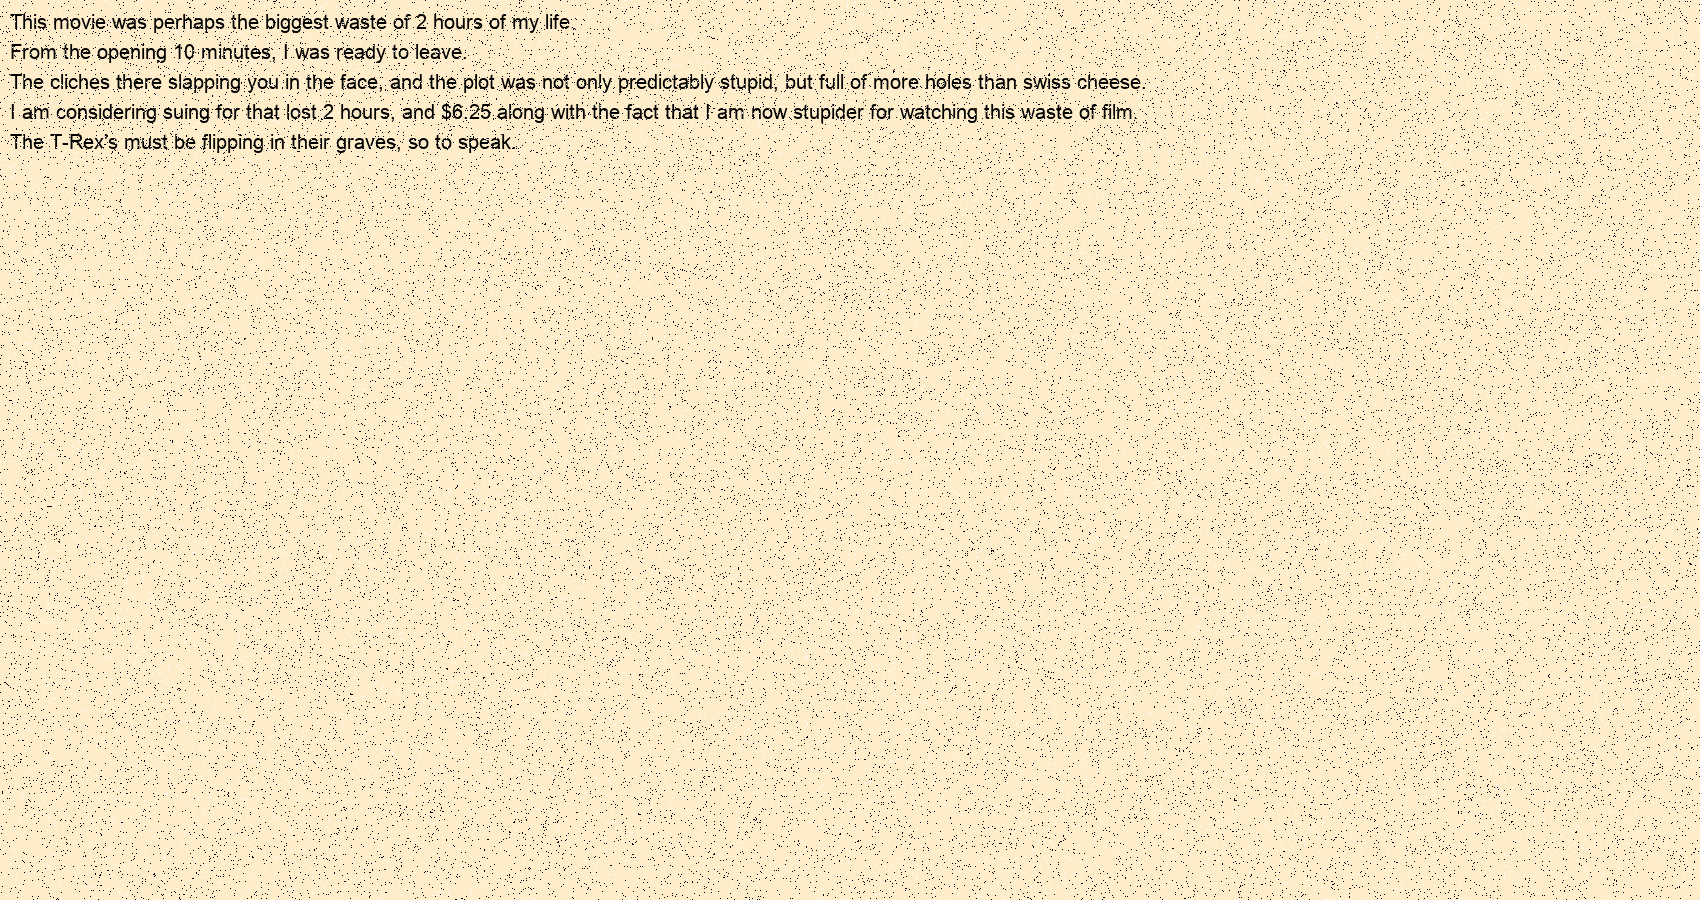 This movie was perhaps the biggest waste of 2 hours of my life.
From the opening 10 minutes, I was ready to leave.
The cliches there slapping you in the face, and the plot was not only predictably stupid, but full of more holes than swiss cheese.
I am considering suing for that lost 2 hours, and $6.25 along with the fact that I am now stupider for watching this waste of film.
The T-Rex's must be flipping in their graves, so to speak.